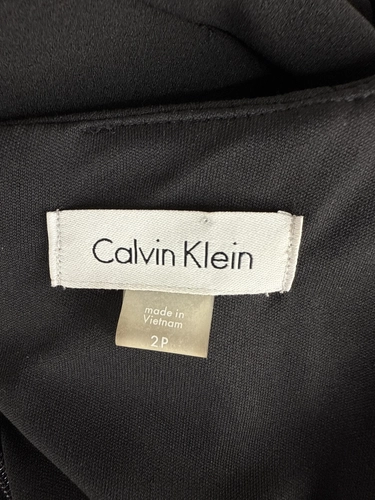 Calvin Klein
made in
Vietnam
2P